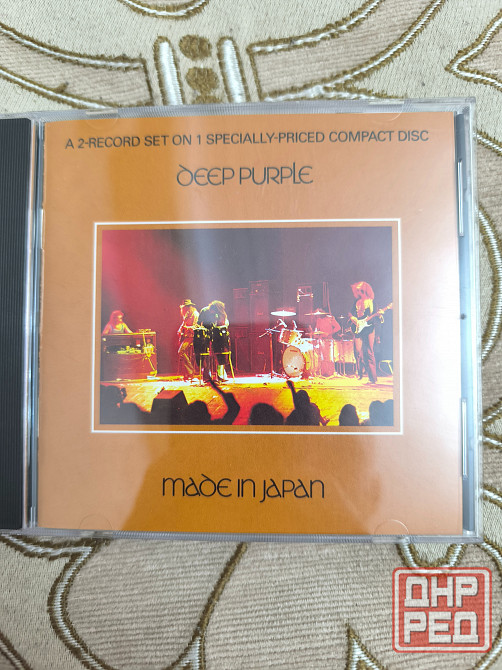 A 2-RECORD SET ON 1 SPECIALLY-PRICED COMPACT DISC
DEEP PURPLE
MADE IN JAPAN
ДНР
РЕД